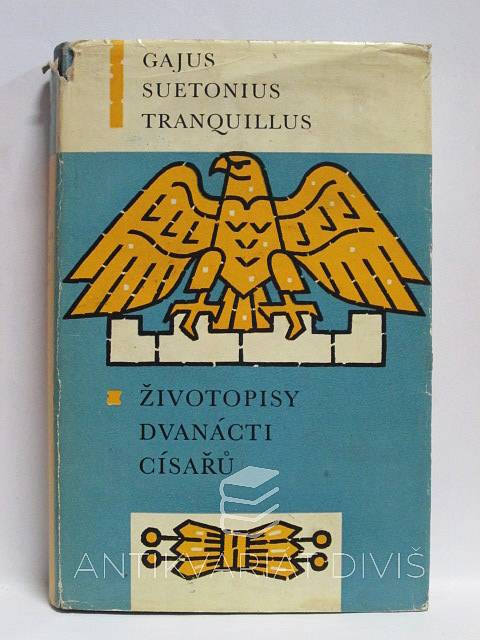 GAJUS
SUETONIUS
TRANQUILLUS
ŽIVOTOPISY
DVANÁCTI
CÍSAŘŮ
ANTIKVARIÁT DIVIŠ